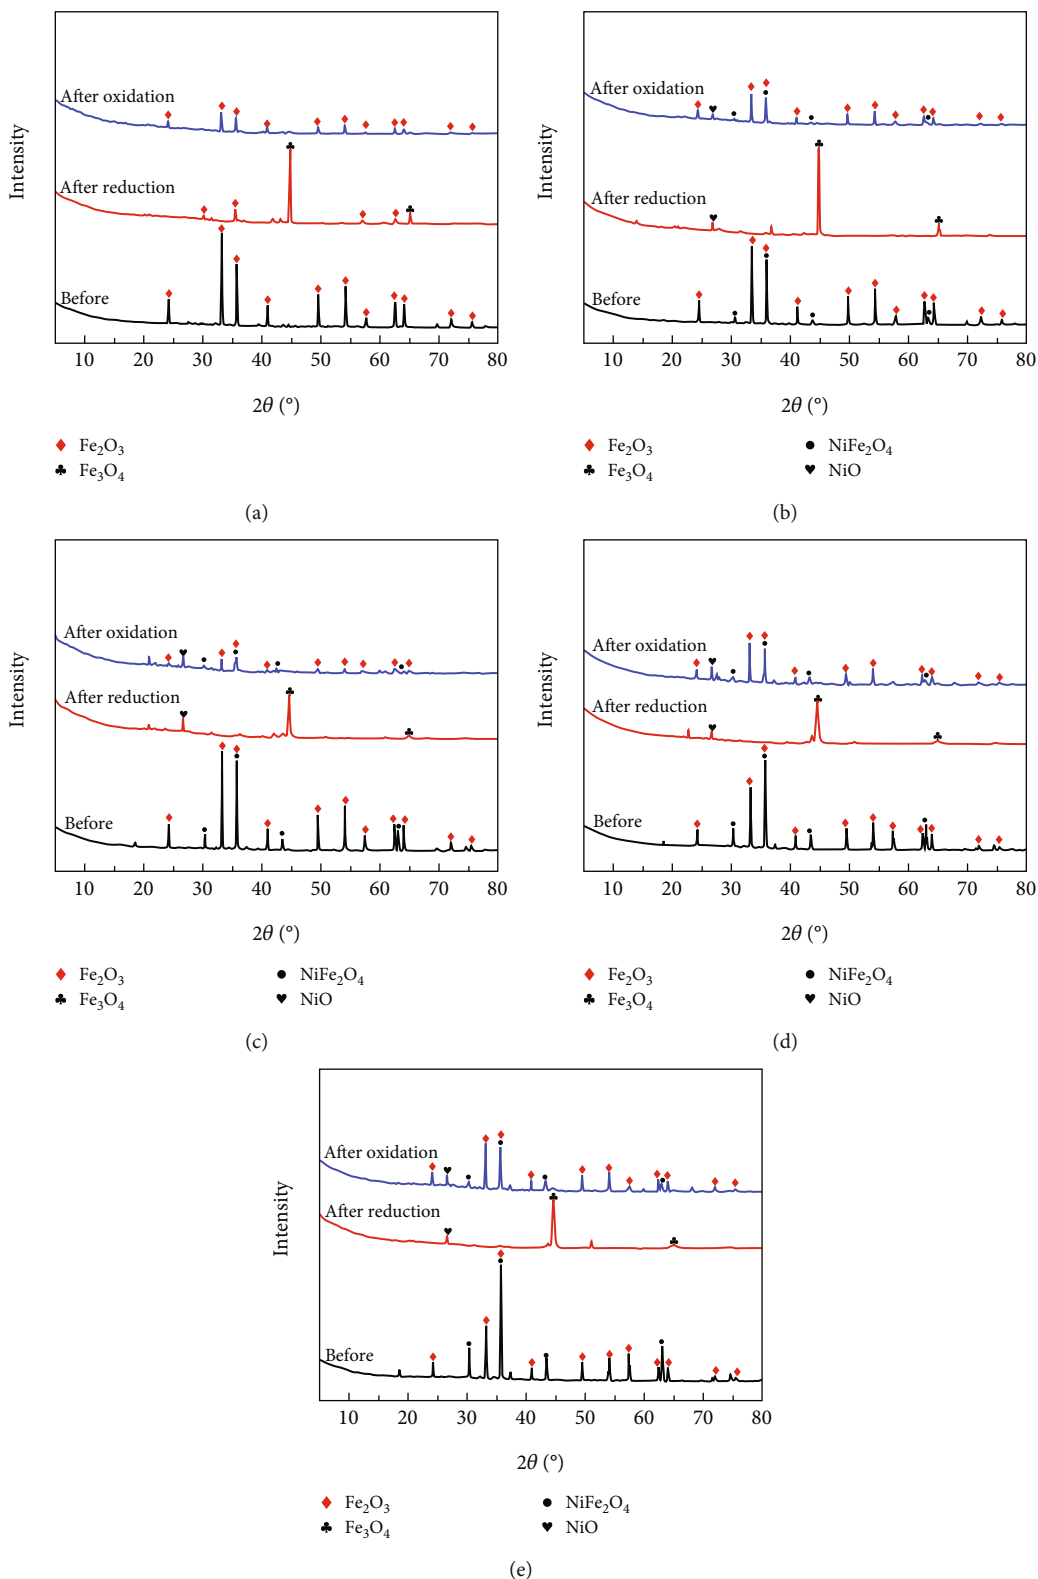 After oxidation
After reduction
Before
Intensity
10 20 30 40 50 60 70 80
2θ (°)
Fe₂O₃
Fe₃O₄
(a)
After oxidation
After reduction
Before
Intensity
10 20 30 40 50 60 70 80
2θ (°)
Fe₂O₃ NiFe₂O₄
Fe₃O₄ NiO
(b)
After oxidation
After reduction
Before
Intensity
10 20 30 40 50 60 70 80
2θ (°)
Fe₂O₃ NiFe₂O₄
Fe₃O₄ NiO
(c)
After oxidation
After reduction
Before
Intensity
10 20 30 40 50 60 70 80
2θ (°)
Fe₂O₃ NiFe₂O₄
Fe₃O₄ NiO
(d)
After oxidation
After reduction
Before
Intensity
10 20 30 40 50 60 70 80
2θ (°)
Fe₂O₃ NiFe₂O₄
Fe₃O₄ NiO
(e)